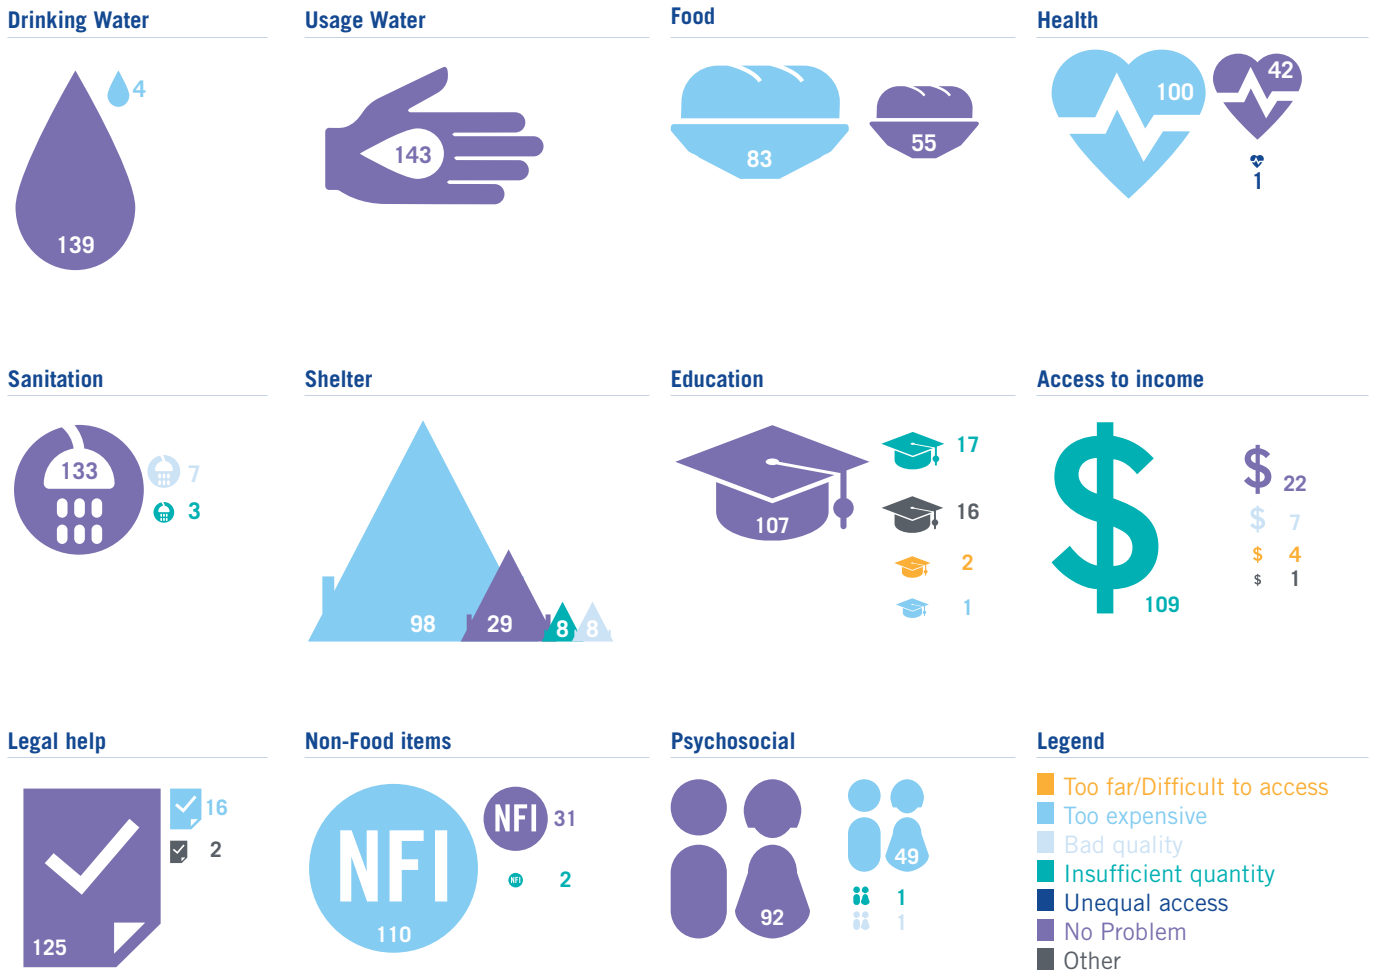 Drinking Water
4
139
Usage Water
143
Food
83
55
Health
100
42
1
Sanitation
133
7
3
Shelter
98
29
8
8
Education
107
17
16
2
1
Access to income
$
109
$ 22
$ 7
$ 4
$ 1
Legal help
125
16
2
Non-Food items
NFI
110
NFI 31
NFI 2
Psychosocial
92
49
1
1
Legend
Too far/Difficult to access
Too expensive
Bad quality
Insufficient quantity
Unequal access
No Problem
Other